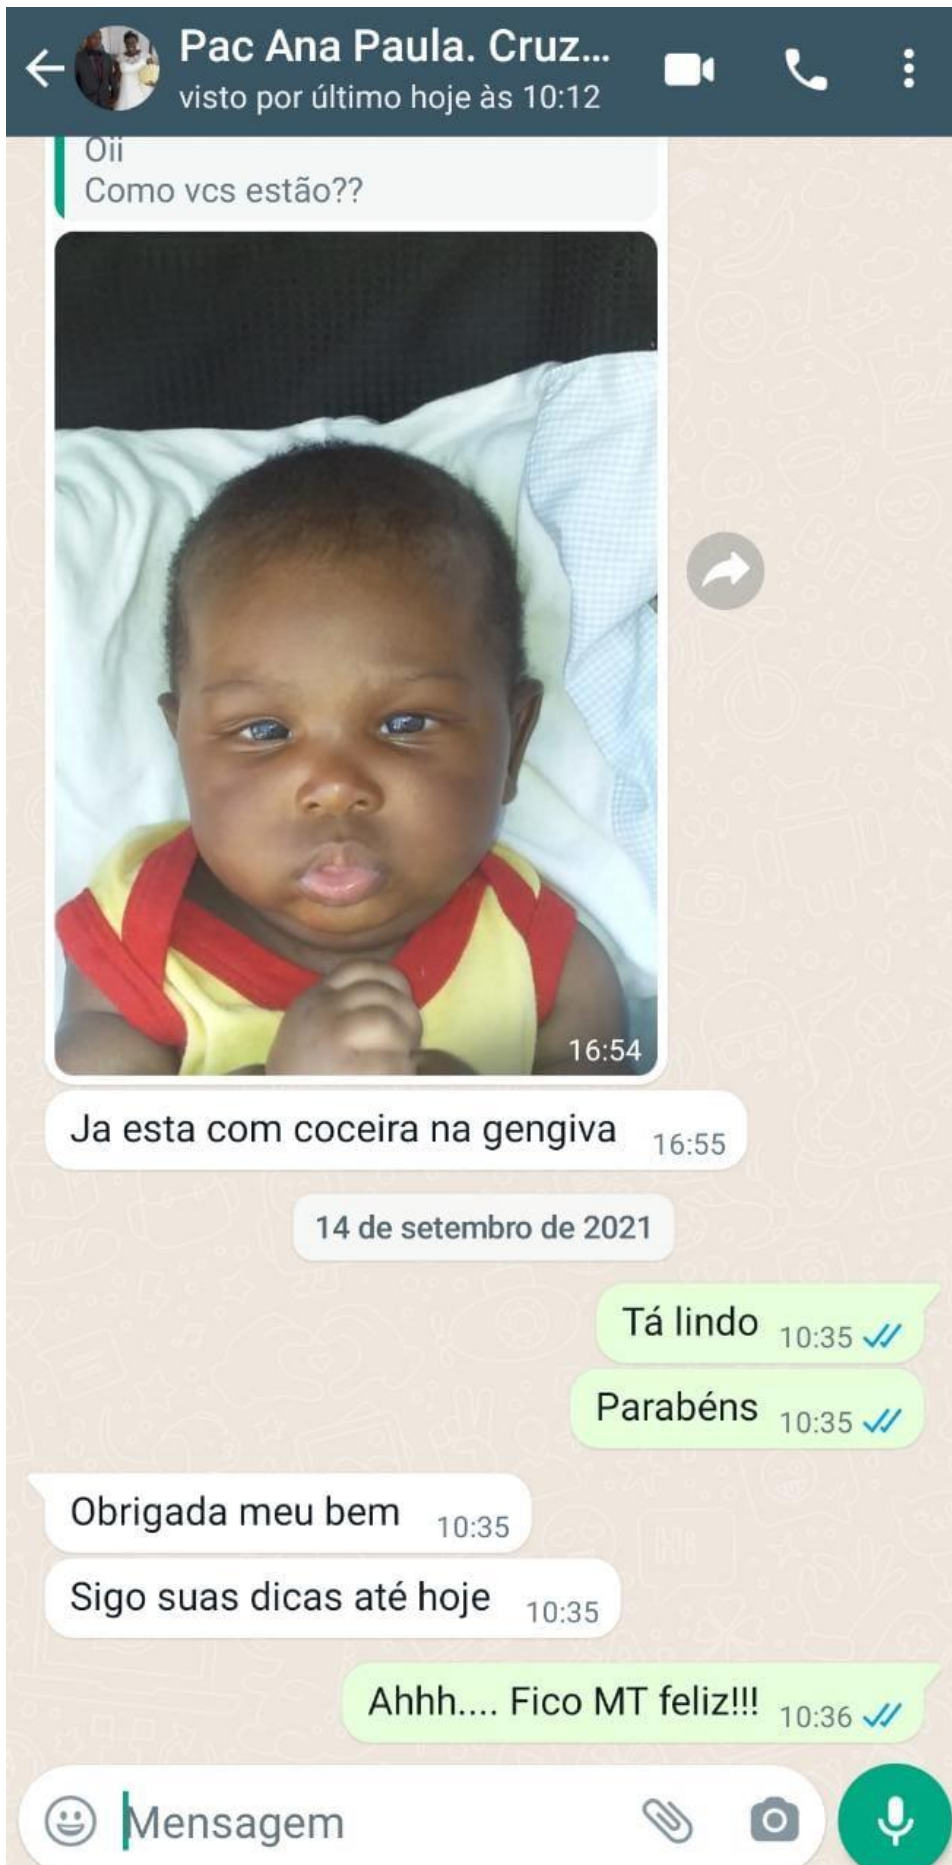 Pac Ana Paula. Cruz...
visto por último hoje às 10:12
Oii
Como vcs estão??
16:54
Ja esta com coceira na gengiva 16:55
14 de setembro de 2021
Tá lindo 10:35
Parabéns 10:35
Obrigada meu bem 10:35
Sigo suas dicas até hoje 10:35
Ahhh.... Fico MT feliz!!! 10:36
Mensagem